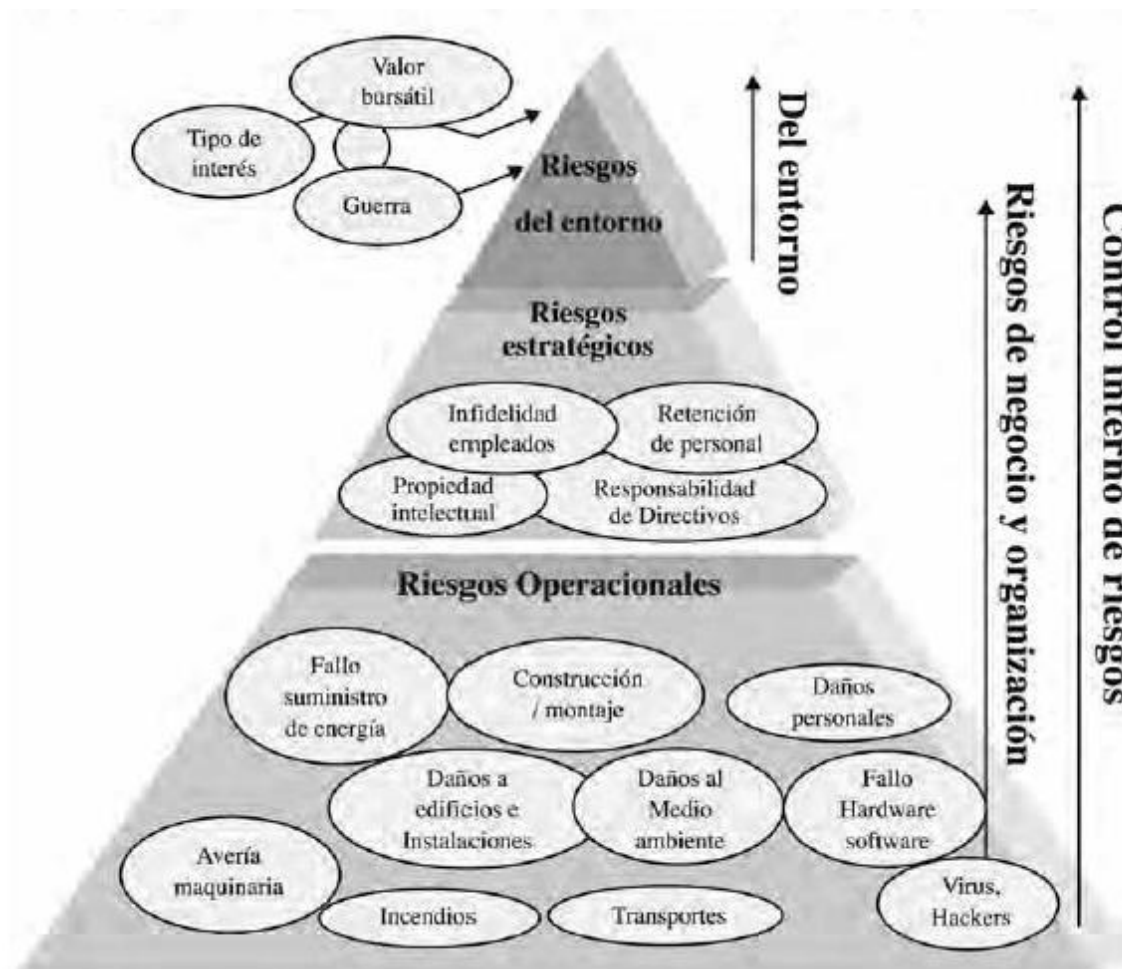 Valor
bursátil
Tipo de
interés
Guerra
Riesgos
del entorno
Del entorno
Riesgos
estratégicos
Infidelidad
empleados
Retención
de personal
Propiedad
intelectual
Responsabilidad
de Directivos
Riesgos de negocio y organización
Control interno de riesgos
Riesgos Operacionales
Fallo
suministro
de energía
Construcción
/ montaje
Daños
personales
Daños a
edificios e
Instalaciones
Daños al
Medio
ambiente
Fallo
Hardware
software
Avería
maquinaria
Incendios
Transportes
Virus,
Hackers